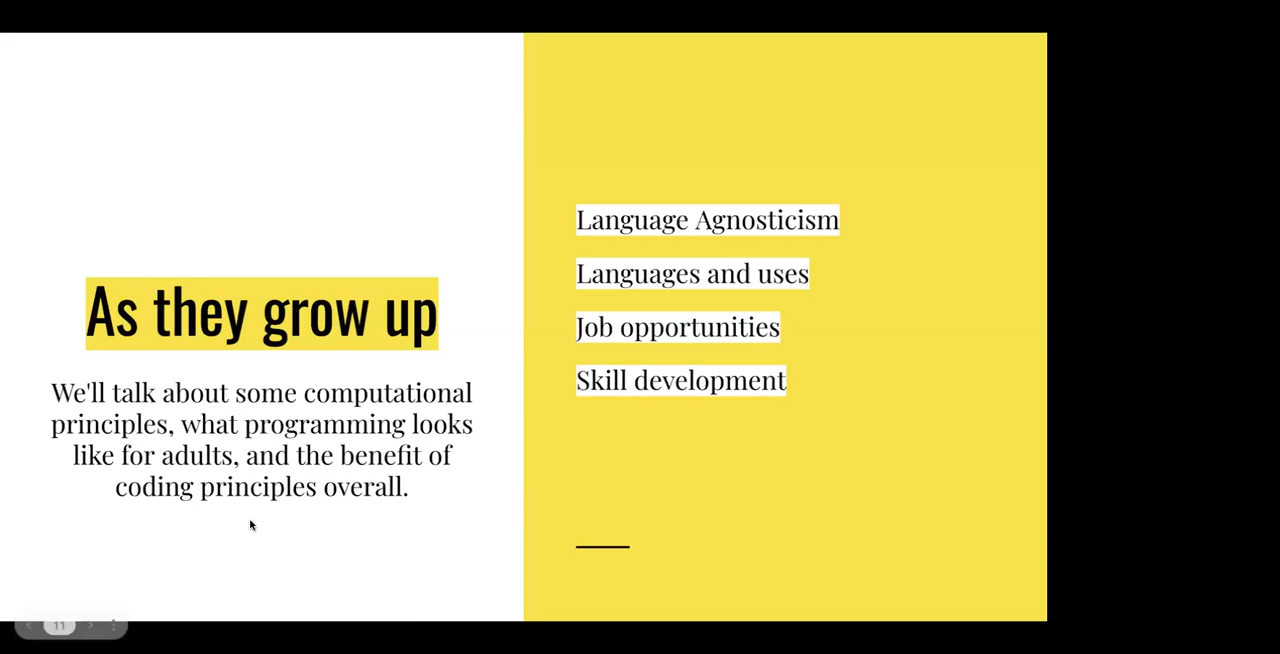 As they grow up
We'll talk about some computational
principles, what programming looks
like for adults, and the benefit of
coding principles overall.
Language Agnosticism
Languages and uses
Job opportunities
Skill development
11